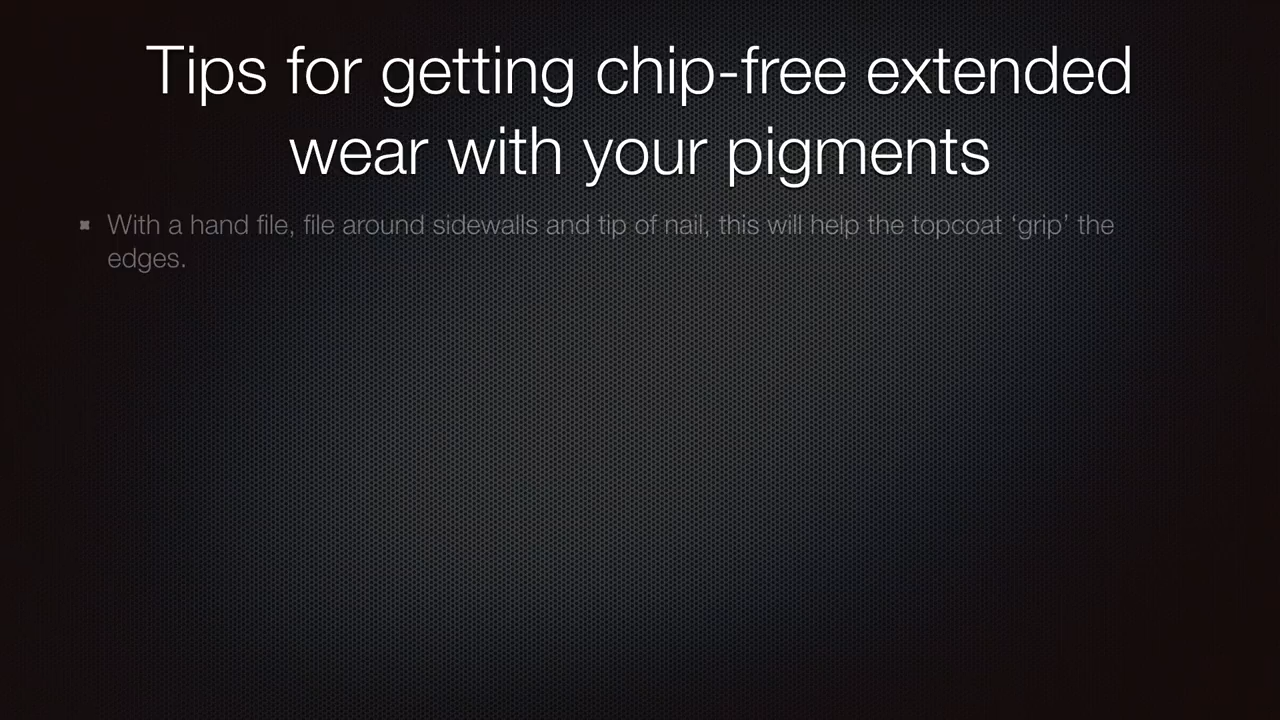 Tips for getting chip-free extended
wear with your pigments
With a hand file, file around sidewalls and tip of nail, this will help the topcoat ‘grip’ the
edges.